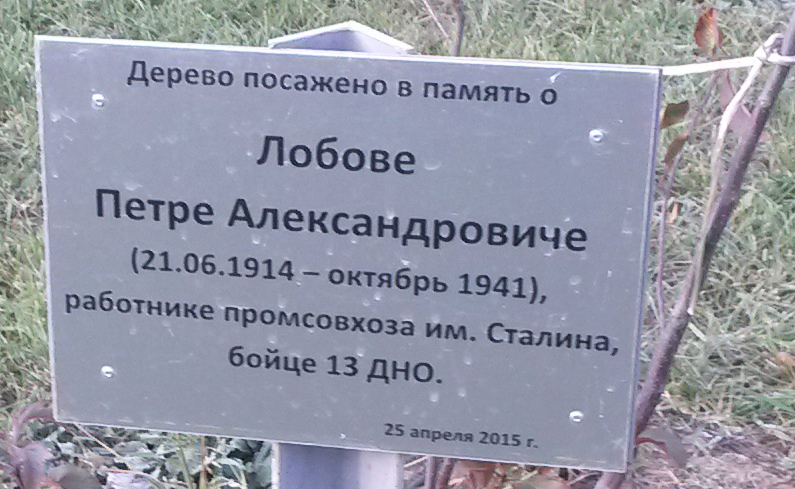 Дерево посажено в память о
Лобове
Петре Александровиче
(21.06.1914 – октябрь 1941),
работнике промсовхоза им. Сталина,
бойце 13 ДНО.
25 апреля 2015 г.